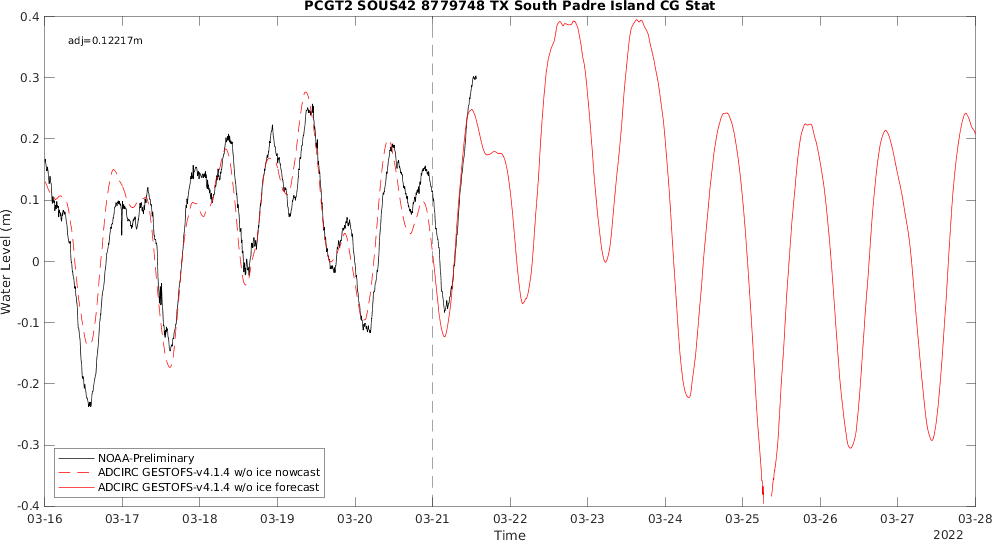 PCGT2 SOUS42 8779748 TX South Padre Island CG Stat
adj=0.12217m
0.4
0.3
0.2
0.1
0
-0.1
-0.2
-0.3
-0.4
Water Level (m)
NOAA-Preliminary
ADCIRC GESTOFS-v4.1.4 w/o ice nowcast
ADCIRC GESTOFS-v4.1.4 w/o ice forecast
03-16 03-17 03-18 03-19 03-20 03-21 03-22 03-23 03-24 03-25 03-26 03-27 03-28
Time
2022